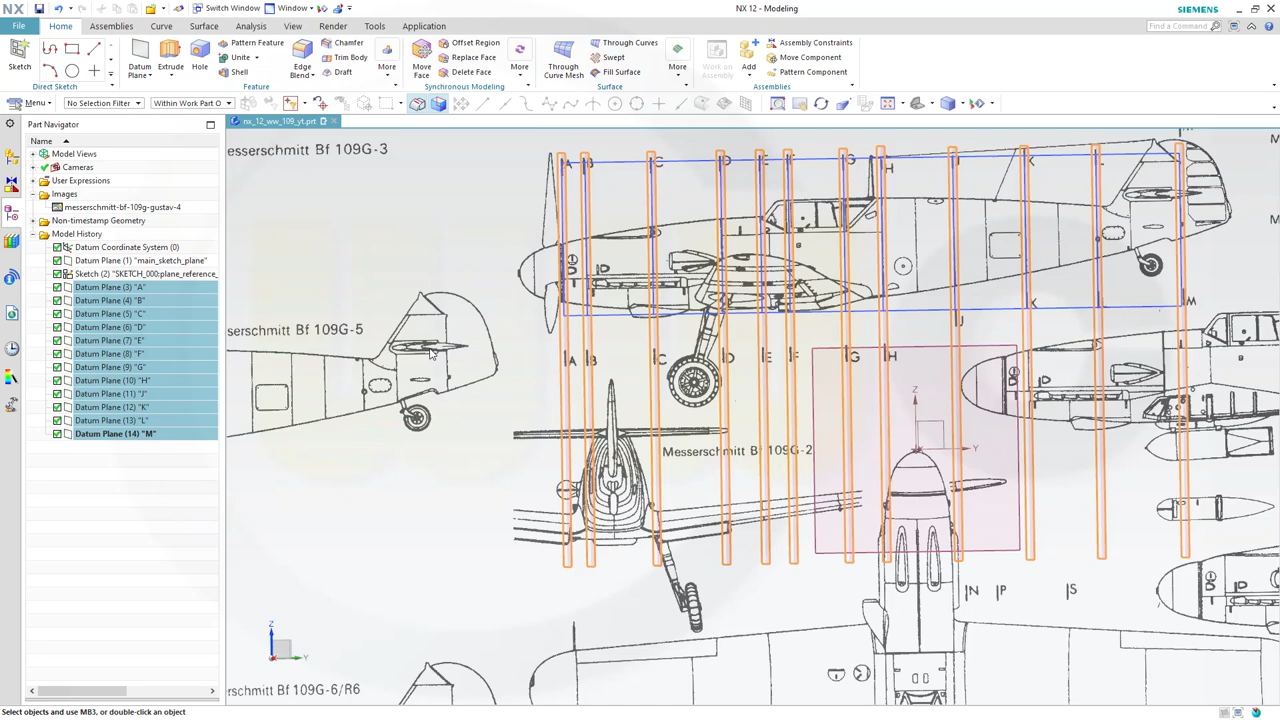 NX
Switch Window
Window
NX 12 - Modeling
SIEMENS
File
Home
Assemblies
Curve
Surface
Analysis
View
Render
Tools
Application
Find a Command
Sketch
Direct Sketch
Datum Plane
Extrude
Hole
Pattern Feature
Unite
Shell
Edge Blend
Chamfer
Trim Body
Draft
More
Feature
Move Face
Offset Region
Replace Face
Delete Face
More
Synchronous Modeling
Through Curve Mesh
Through Curves
Swept
Fill Surface
More
Surface
Work on Assembly
Add
Assembly Constraints
Move Component
Pattern Component
Assemblies
Menu
No Selection Filter
Within Work Part O
Part Navigator
nx_12_ww_109_yt.prt
Name
Model Views
Cameras
User Expressions
Images
messerschmitt-bf-109g-gustav-4
Non-timestamp Geometry
Model History
Datum Coordinate System (0)
Datum Plane (1) "main_sketch_plane"
Sketch (2) "SKETCH_000:plane_reference_
Datum Plane (3) "A"
Datum Plane (4) "B"
Datum Plane (5) "C"
Datum Plane (6) "D"
Datum Plane (7) "E"
Datum Plane (8) "F"
Datum Plane (9) "G"
Datum Plane (10) "H"
Datum Plane (11) "J"
Datum Plane (12) "K"
Datum Plane (13) "L"
Datum Plane (14) "M"
esserschmitt Bf 109G-3
A B C D E F G H J K L
serschmitt Bf 109G-5
K M
J
A B C D E F G H
Z
Y
Messerschmitt Bf 109G-2
N P S
Z
Y
rschmitt Bf 109G-6/R6
Select objects and use MB3, or double-click an object